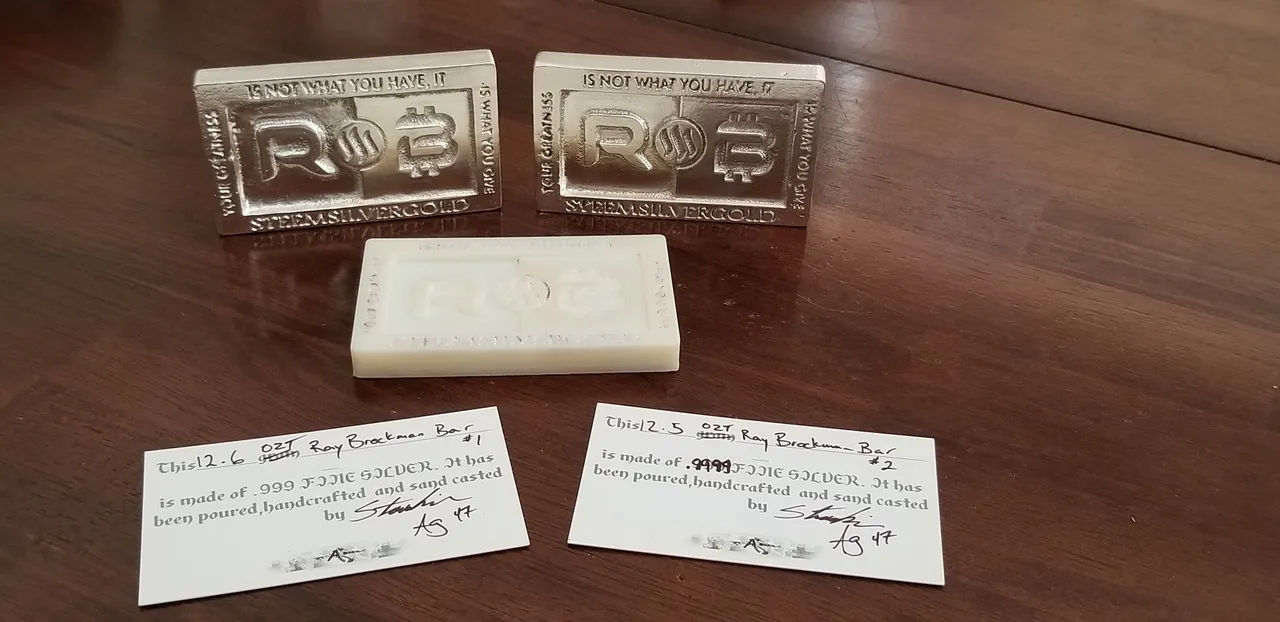 IS NOT WHAT YOU HAVE, IT
YOUR GREATNESS
IS WHAT YOU GIVE
R B
STEEMSILVERGOLD
IS NOT WHAT YOU HAVE, IT
YOUR GREATNESS
IS WHAT YOU GIVE
R B
STEEMSILVERGOLD
This 12.6 OZT Ray Brockman Bar
#1
is made of .999 FINE SILVER. It has
been poured,handcrafted and sand casted
by
Ag 47
This 12.5 OZT Ray Brockman Bar
#2
is made of .9999 FINE SILVER. It has
been poured,handcrafted and sand casted
by
Ag 47